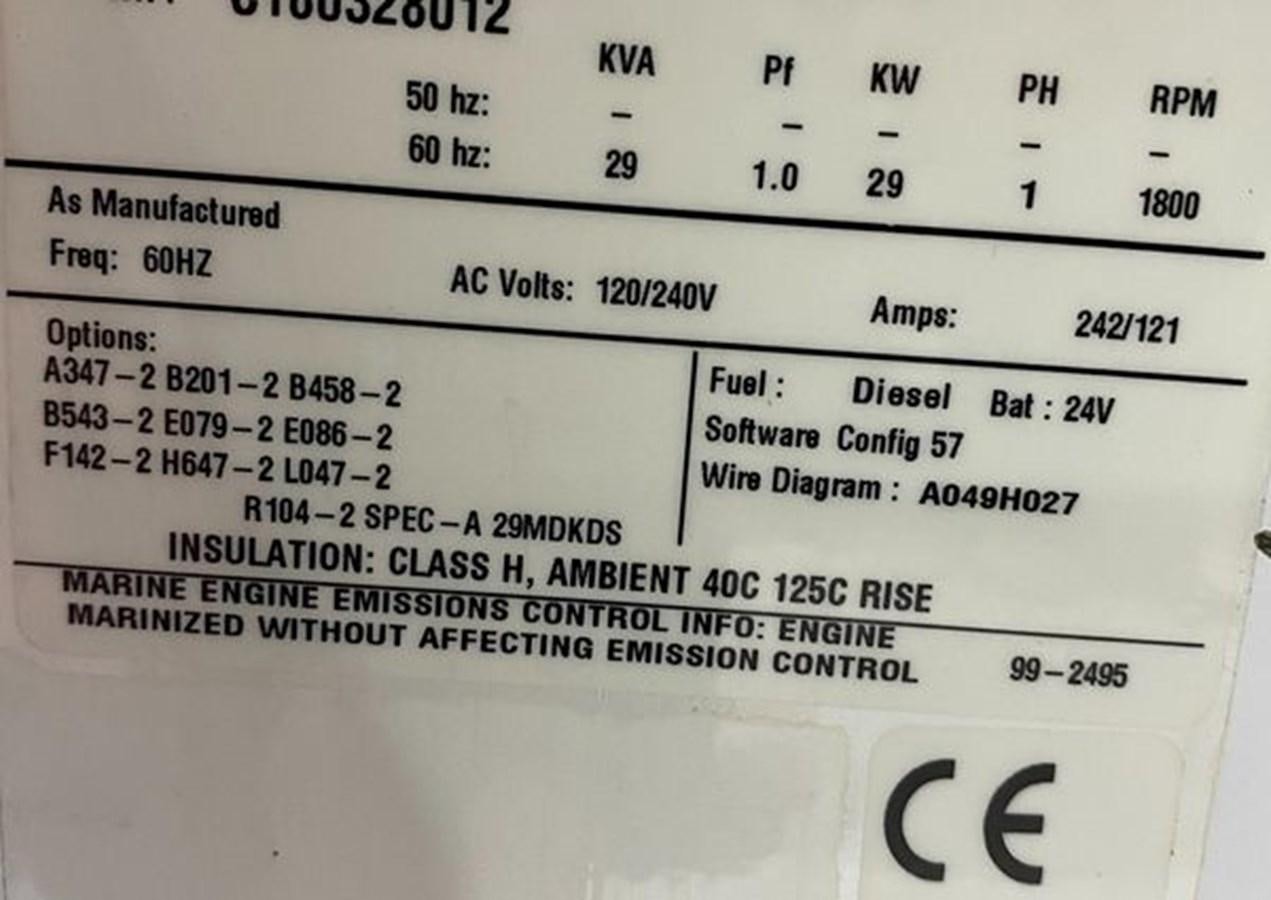 KVA Pf KW PH RPM
50 hz: – – – – –
60 hz: 29 1.0 29 1 1800
As Manufactured
Freq: 60HZ AC Volts: 120/240V Amps: 242/121
Options:
A347–2 B201–2 B458–2
B543–2 E079–2 E086–2
F142–2 H647–2 L047–2
R104–2 SPEC–A 29MDKDS
Fuel : Diesel Bat : 24V
Software Config 57
Wire Diagram : A049H027
INSULATION: CLASS H, AMBIENT 40C 125C RISE
MARINE ENGINE EMISSIONS CONTROL INFO: ENGINE
MARINIZED WITHOUT AFFECTING EMISSION CONTROL 99–2495
CE